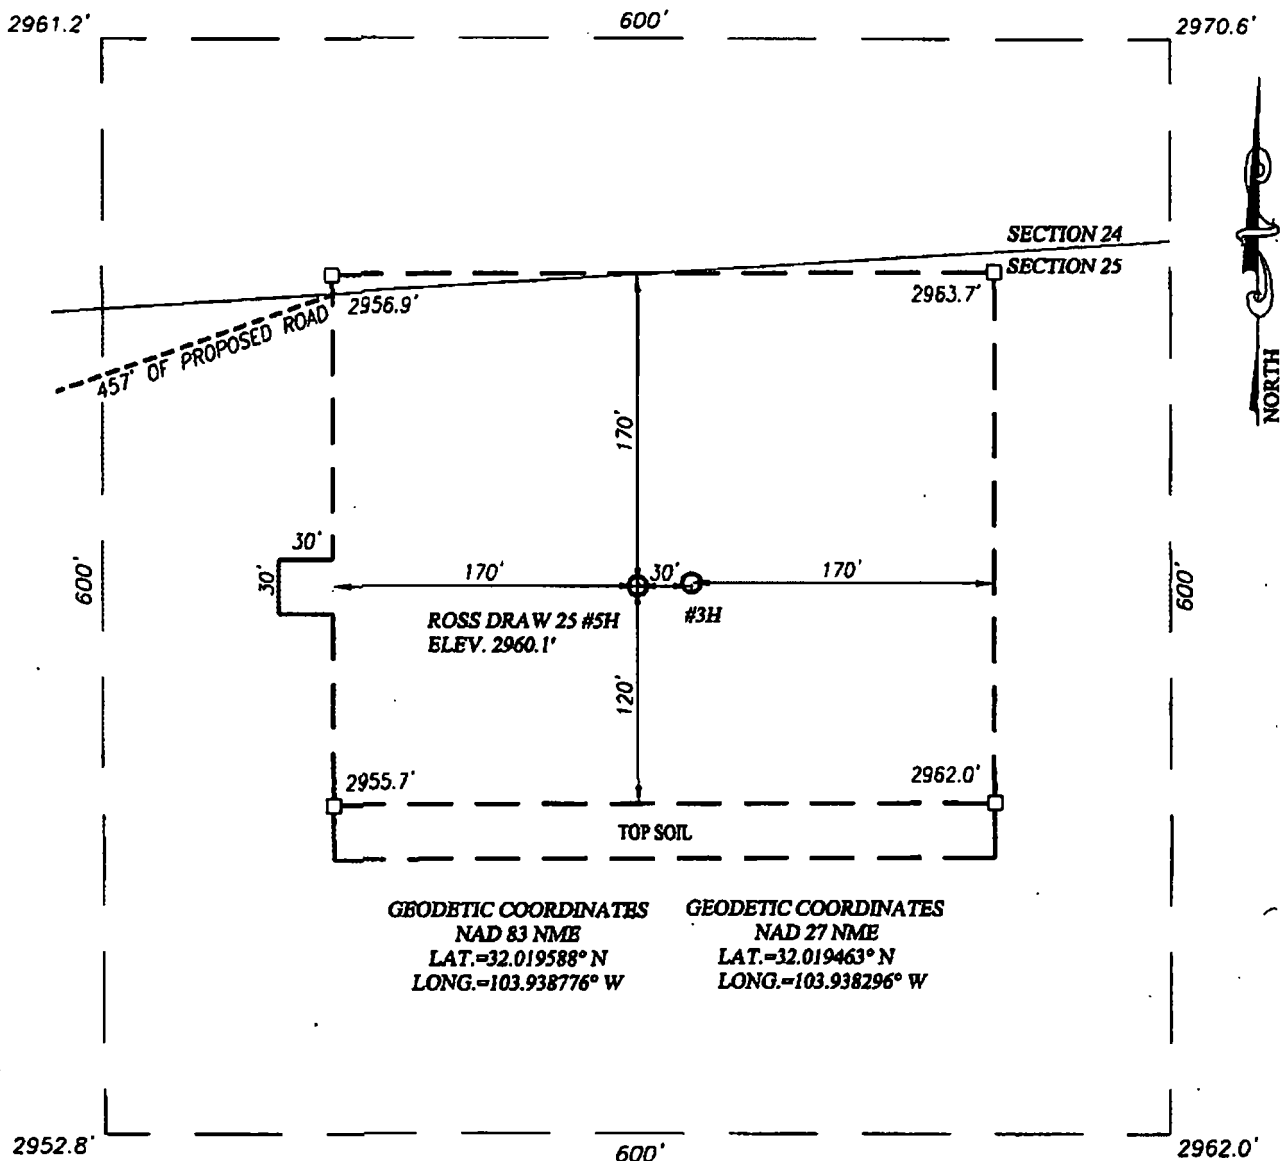 2961.2'
600'
2970.6'
SECTION 24
SECTION 25
2956.9'
2963.7'
457' OF PROPOSED ROAD
NORTH
170'
30'
30'
170'
30'
170'
600'
600'
ROSS DRAW 25 #5H
ELEV. 2960.1'
#3H
120'
2955.7'
2962.0'
TOP SOIL
GEODETIC COORDINATES
NAD 83 NME
LAT.=32.019588° N
LONG.=103.938776° W
GEODETIC COORDINATES
NAD 27 NME
LAT.=32.019463° N
LONG.=103.938296° W
2952.8'
600'
2962.0'